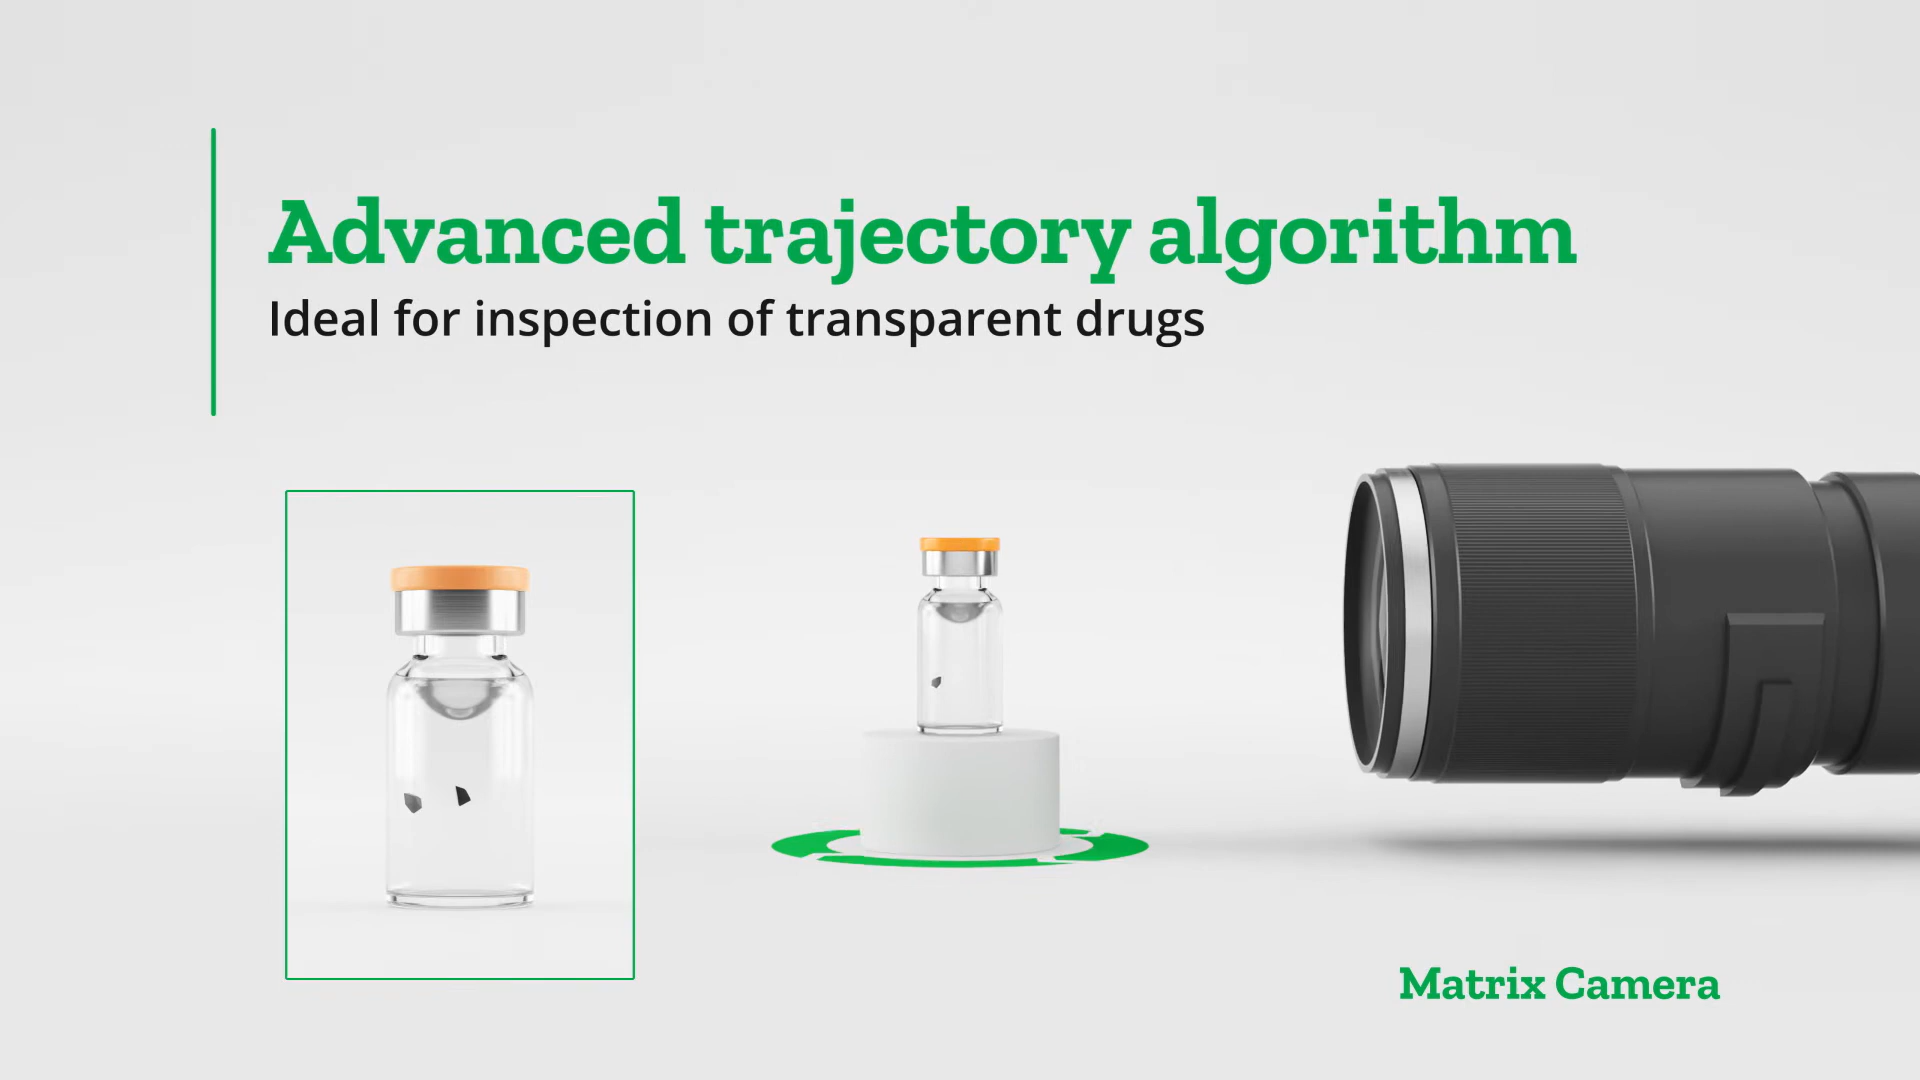 Advanced trajectory algorithm
Ideal for inspection of transparent drugs
Matrix Camera